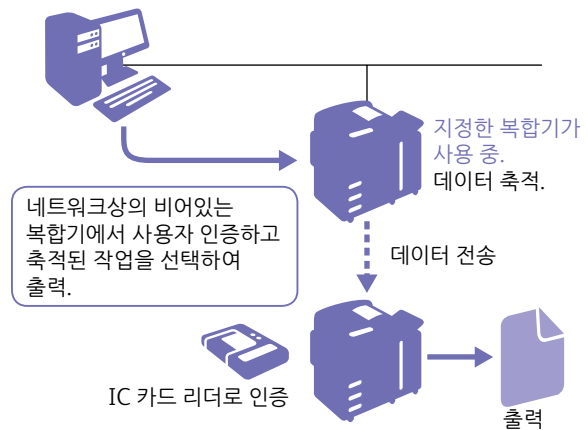 지정한 복합기가
사용 중.
데이터 축적.
네트워크상의 비어있는
복합기에서 사용자 인증하고
축적된 작업을 선택하여
출력.
데이터 전송
IC 카드 리더로 인증
출력